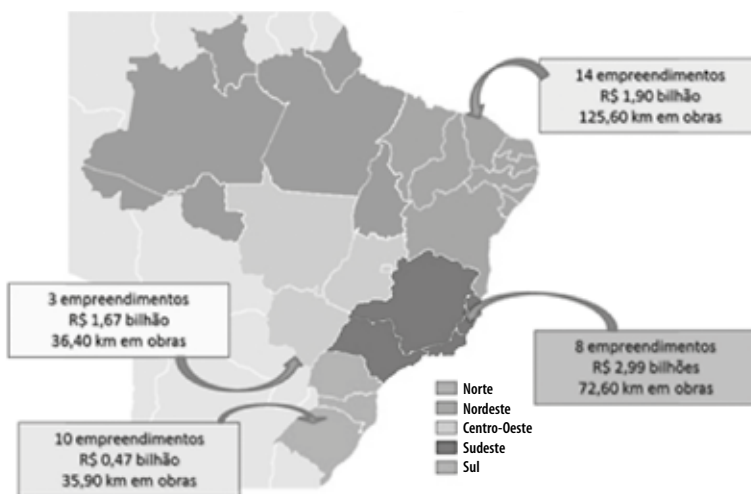 14 empreendimentos
R$ 1,90 bilhão
125,60 km em obras
3 empreendimentos
R$ 1,67 bilhão
36,40 km em obras
8 empreendimentos
R$ 2,99 bilhões
72,60 km em obras
10 empreendimentos
R$ 0,47 bilhão
35,90 km em obras
Norte
Nordeste
Centro-Oeste
Sudeste
Sul